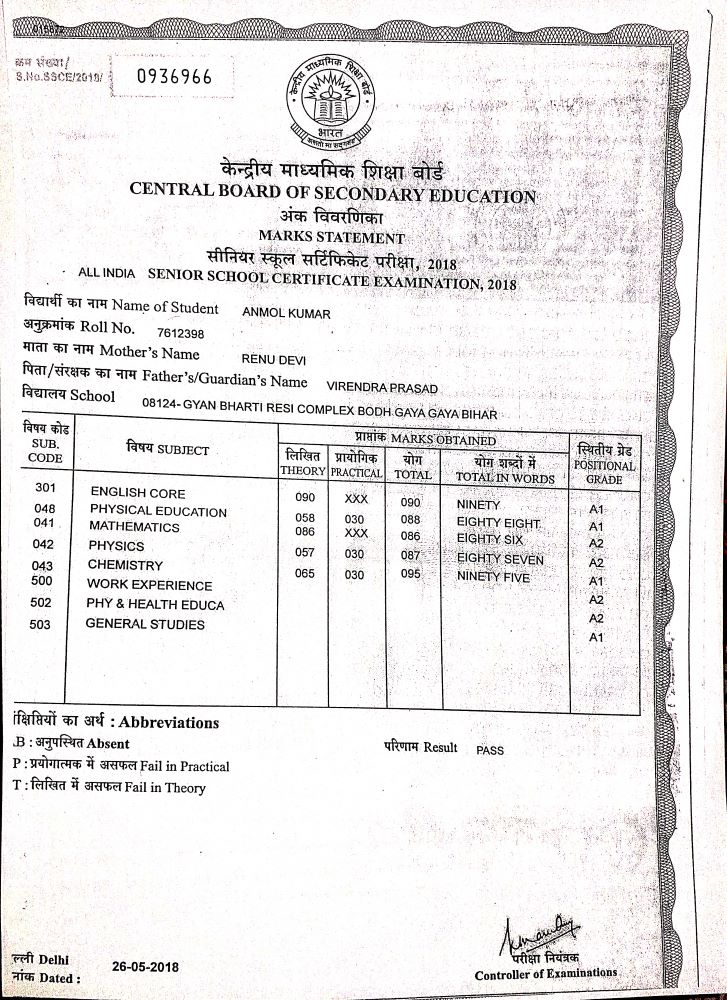 015872
क्रम संख्या/
S.No.SSCE/2018/ 0936966
केन्द्रीय माध्यमिक शिक्षा बोर्ड
भारत
असतो मा सद्गमय
केन्द्रीय माध्यमिक शिक्षा बोर्ड
CENTRAL BOARD OF SECONDARY EDUCATION
अंक विवरणिका
MARKS STATEMENT
सीनियर स्कूल सर्टिफिकेट परीक्षा, 2018
ALL INDIA SENIOR SCHOOL CERTIFICATE EXAMINATION, 2018
विद्यार्थी का नाम Name of Student ANMOL KUMAR
अनुक्रमांक Roll No. 7612398
माता का नाम Mother's Name RENU DEVI
पिता/संरक्षक का नाम Father's/Guardian's Name VIRENDRA PRASAD
विद्यालय School 08124- GYAN BHARTI RESI COMPLEX BODH GAYA GAYA BIHAR
विषय कोड SUB. CODE विषय SUBJECT प्राप्तांक MARKS OBTAINED स्थितीय ग्रेड POSITIONAL GRADE
लिखित THEORY प्रायोगिक PRACTICAL योग TOTAL योग शब्दों में TOTAL IN WORDS
301 ENGLISH CORE 090 XXX 090 NINETY A1
048 PHYSICAL EDUCATION 058 030 088 EIGHTY EIGHT A1
041 MATHEMATICS 086 XXX 086 EIGHTY SIX A2
042 PHYSICS 057 030 087 EIGHTY SEVEN A2
043 CHEMISTRY 065 030 095 NINETY FIVE A1
500 WORK EXPERIENCE A2
502 PHY & HEALTH EDUCA A2
503 GENERAL STUDIES A1
क्षिप्तियों का अर्थ : Abbreviations
.B : अनुपस्थित Absent
परिणाम Result PASS
P : प्रयोगात्मक में असफल Fail in Practical
T : लिखित में असफल Fail in Theory
ल्ली Delhi
नांक Dated : 26-05-2018
परीक्षा नियंत्रक
Controller of Examinations